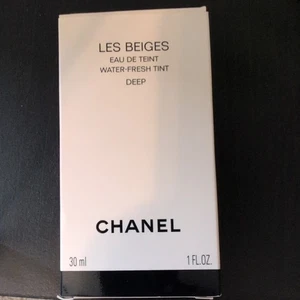 LES BEIGES
EAU DE TEINT
WATER-FRESH TINT
DEEP
CHANEL
30 ml 1 FL.OZ.